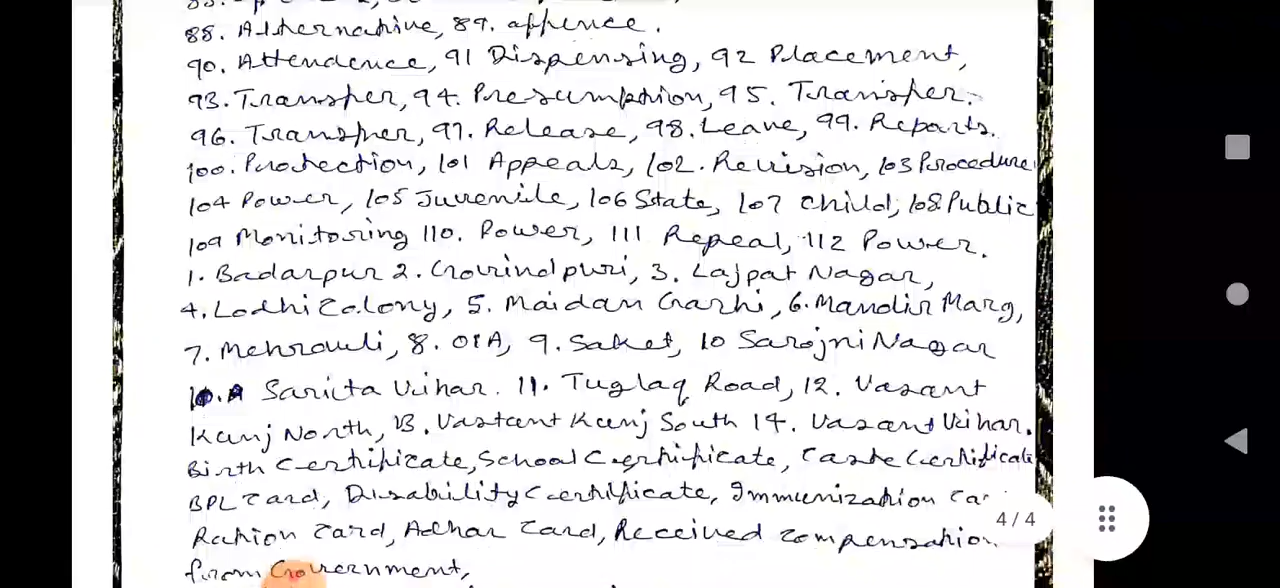 88. Alternative, 89. offence.
90. Attendence, 91 Dispensing, 92 Placement,
93. Transfer, 94. Presumption, 95. Transfer.
96. Transfer, 97. Release, 98. Leave, 99. Reports.
100. Protection, 101 Appeals, 102. Revision, 103 Procedure
104 Power, 105 Juvenile, 106 State, 107 Child, 108 Public
109 Monitoring 110. Power, 111 Repeal, 112 Power.
1. Badarpur 2. Govindpuri, 3. Lajpat Nagar,
4. Lodhi Colony, 5. Maidan Garhi, 6. Mandir Marg,
7. Mehrauli, 8. OIA, 9. Saket, 10 Sarojni Nagar
10.A Sarita Vihar. 11. Tuglaq Road, 12. Vasant
Kunj North, 13. Vastant Kunj South 14. Vasant Vihar.
Birth Certificate, School Certificate, Caste Certificate
BPL Card, Disability Certificate, Immunization Car
Ration Card, Adhar Card, Received Compensation
from Government,
4 / 4